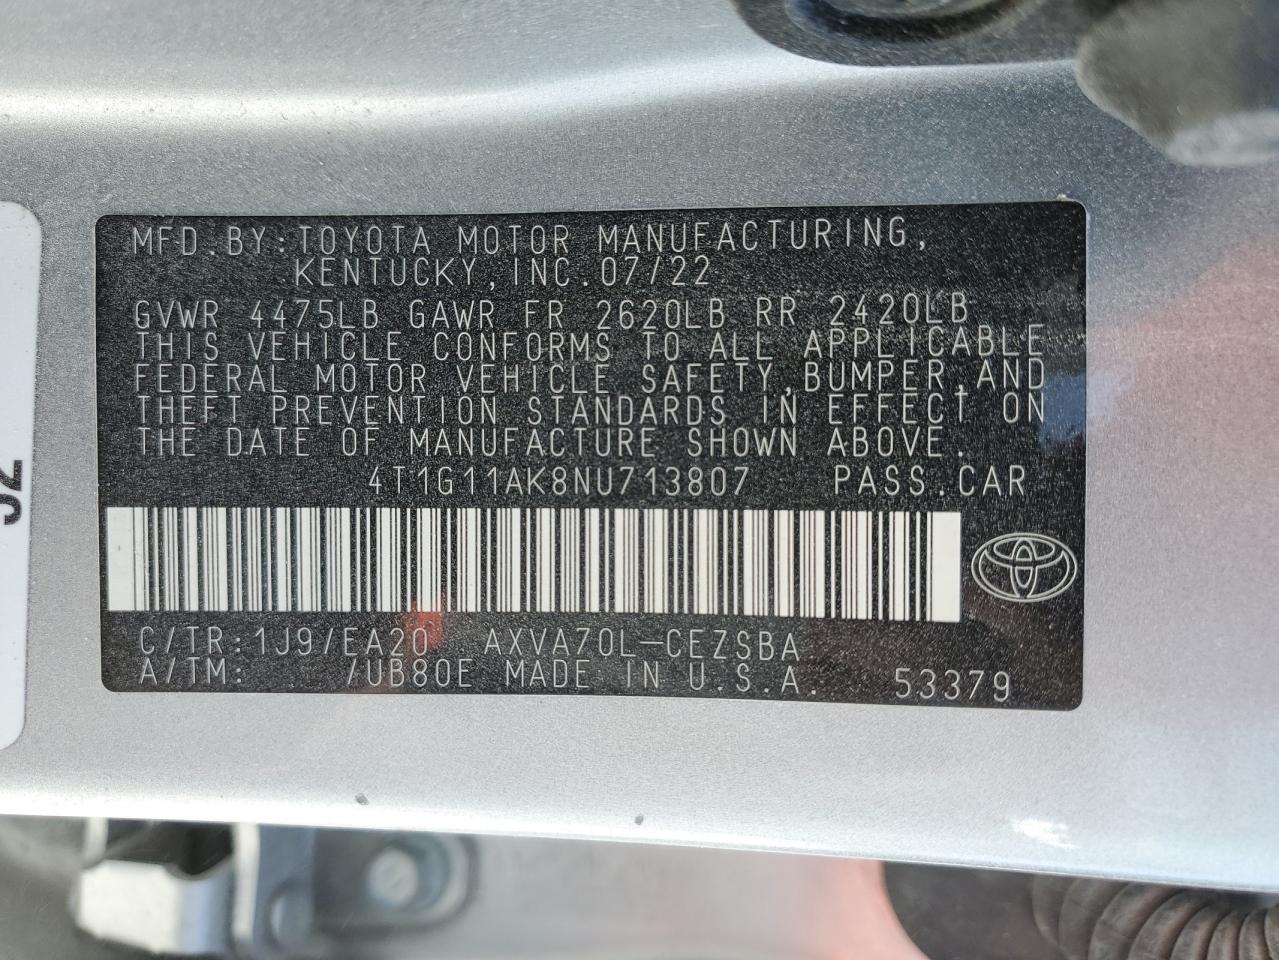 MFD.BY:TOYOTA MOTOR MANUFACTURING,
KENTUCKY,INC.07/22
GVWR 4475LB GAWR FR 2620LB RR 2420LB
THIS VEHICLE CONFORMS TO ALL APPLICABLE
FEDERAL MOTOR VEHICLE SAFETY,BUMPER,AND
THEFT PREVENTION STANDARDS IN EFFECT ON
THE DATE OF MANUFACTURE SHOWN ABOVE.
4T1G11AK8NU713807 PASS.CAR
C/TR:1J9/EA20 AXVA70L-CEZSBA
A/TM: /UB80E MADE IN U.S.A. 53379